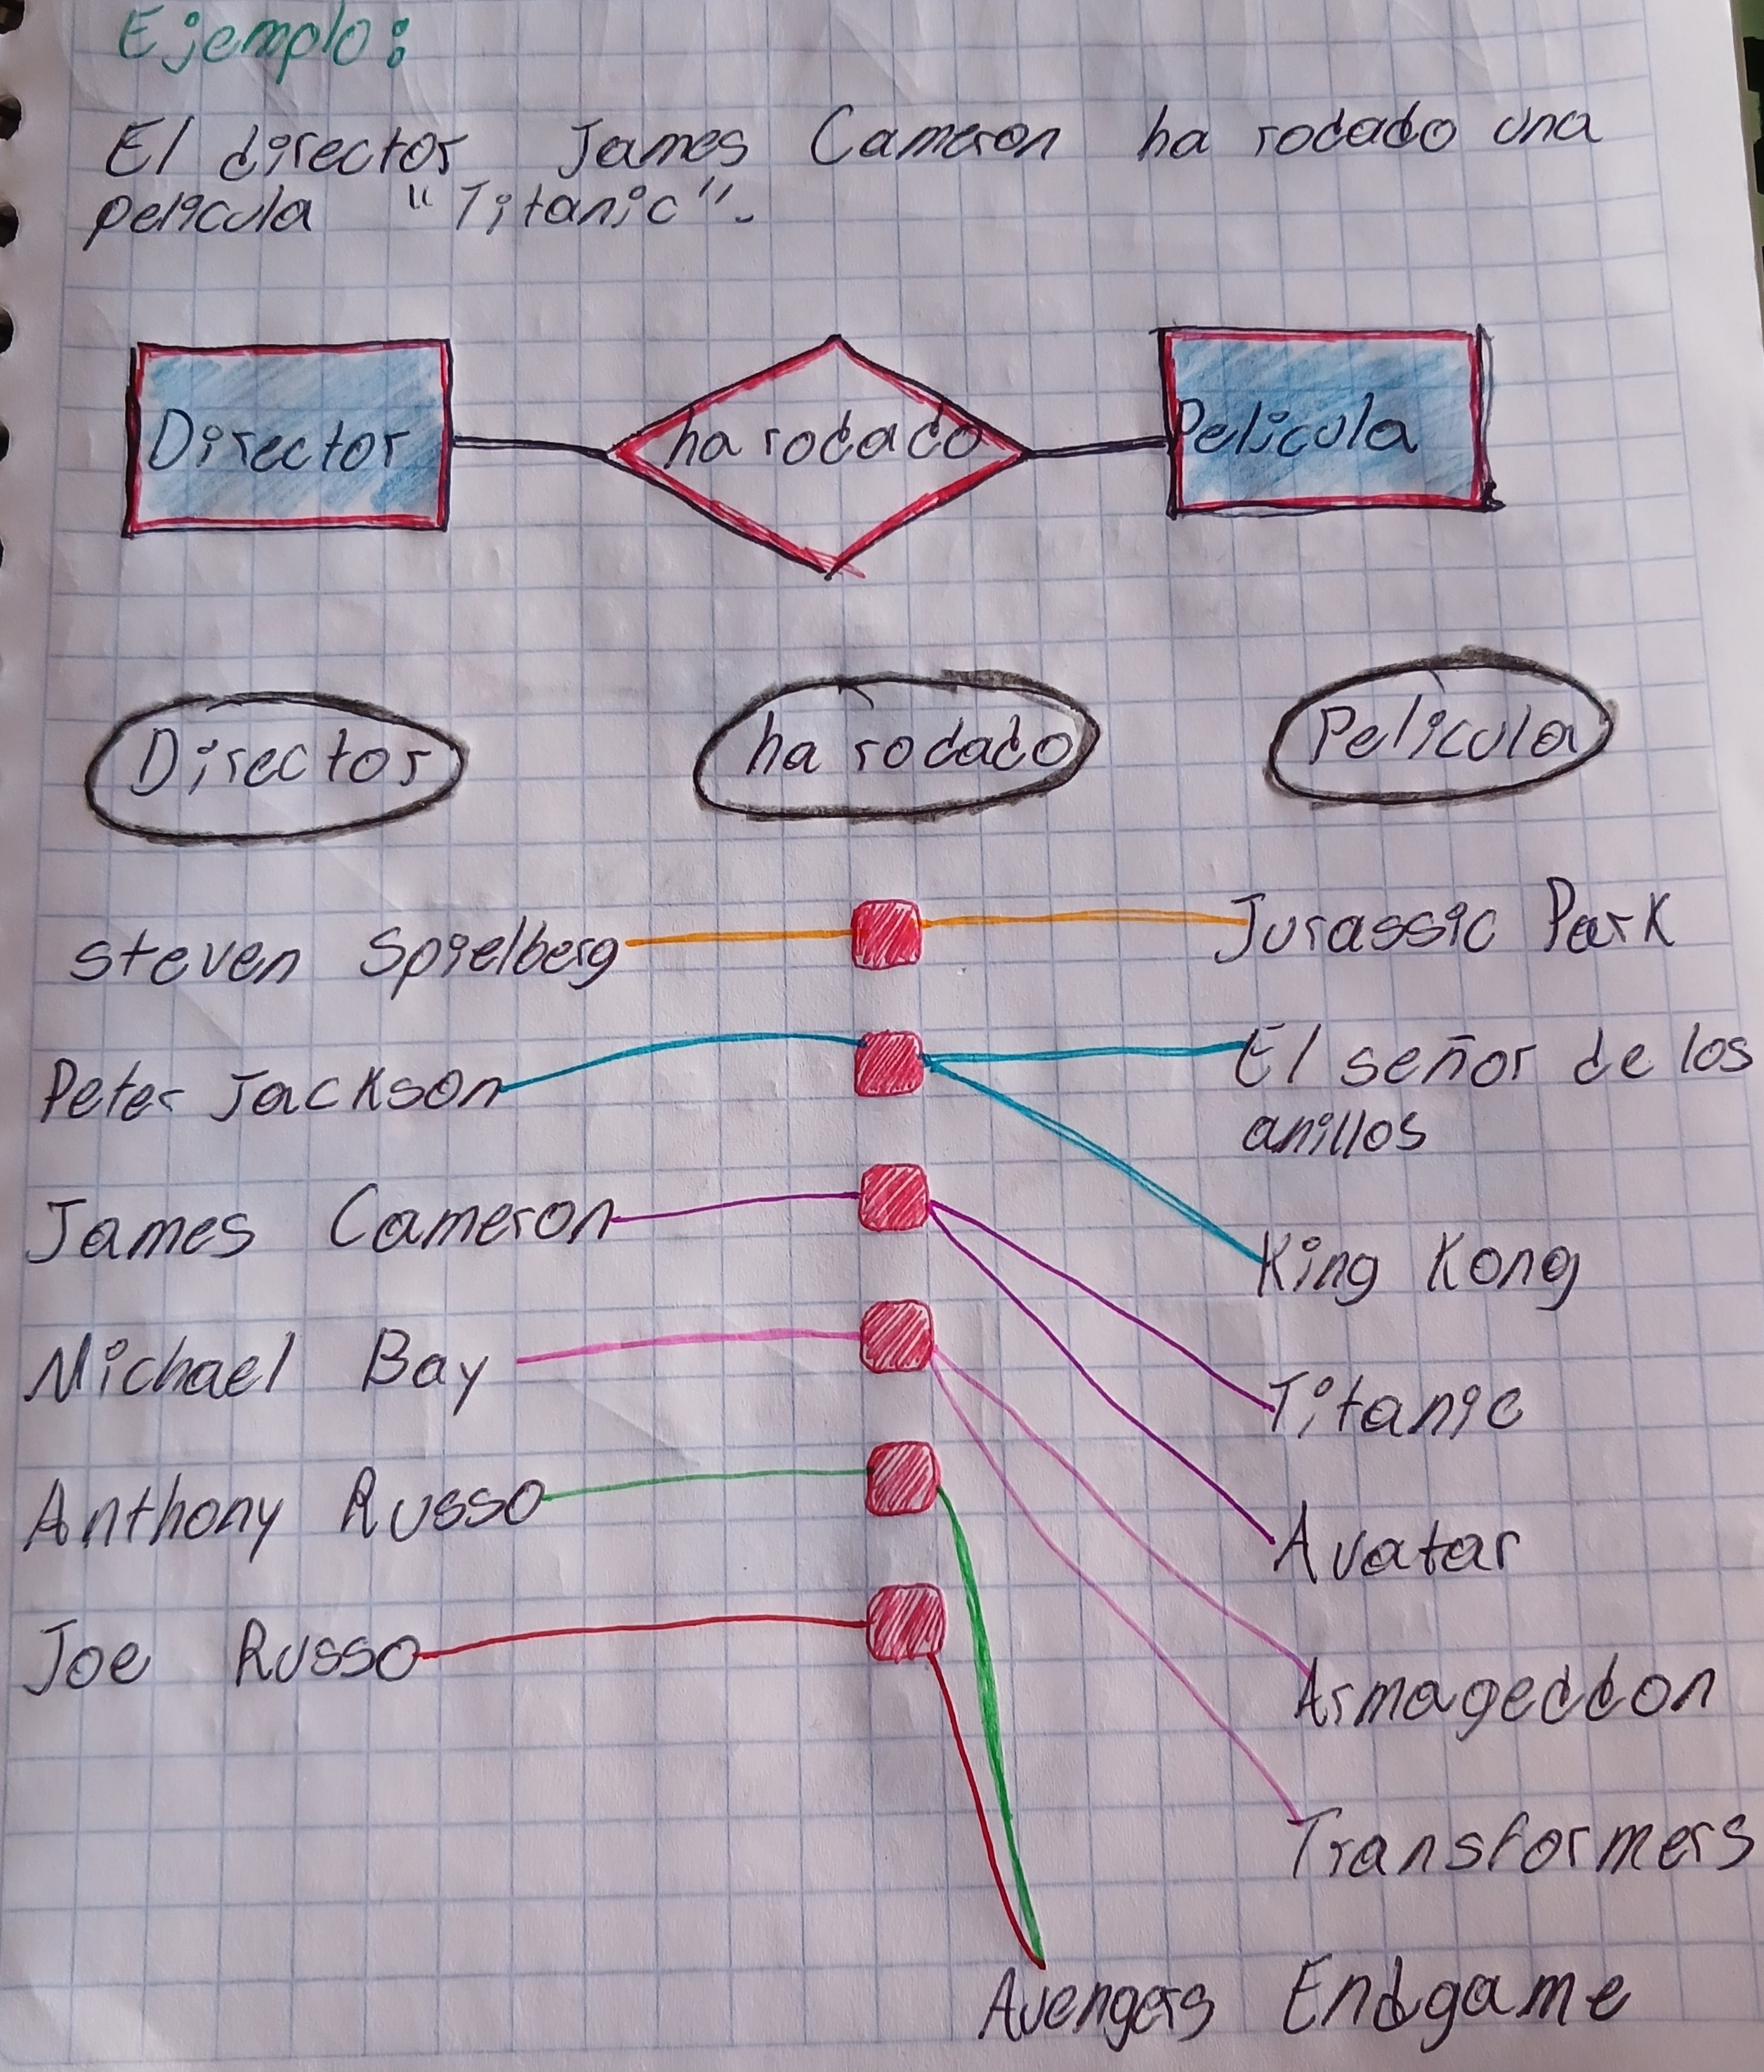 Ejemplo:
El director James Cameron ha rodado una
pelicula "Titanic".
Director ha rodado Pelicula
Director ha rodado Pelicula
Steven Spielberg Jurassic Park
Peter Jackson El señor de los
anillos
James Cameron King Kong
Michael Bay Titanic
Anthony Russo Avatar
Joe Russo Armageddon
Transformers
Avengers Endgame